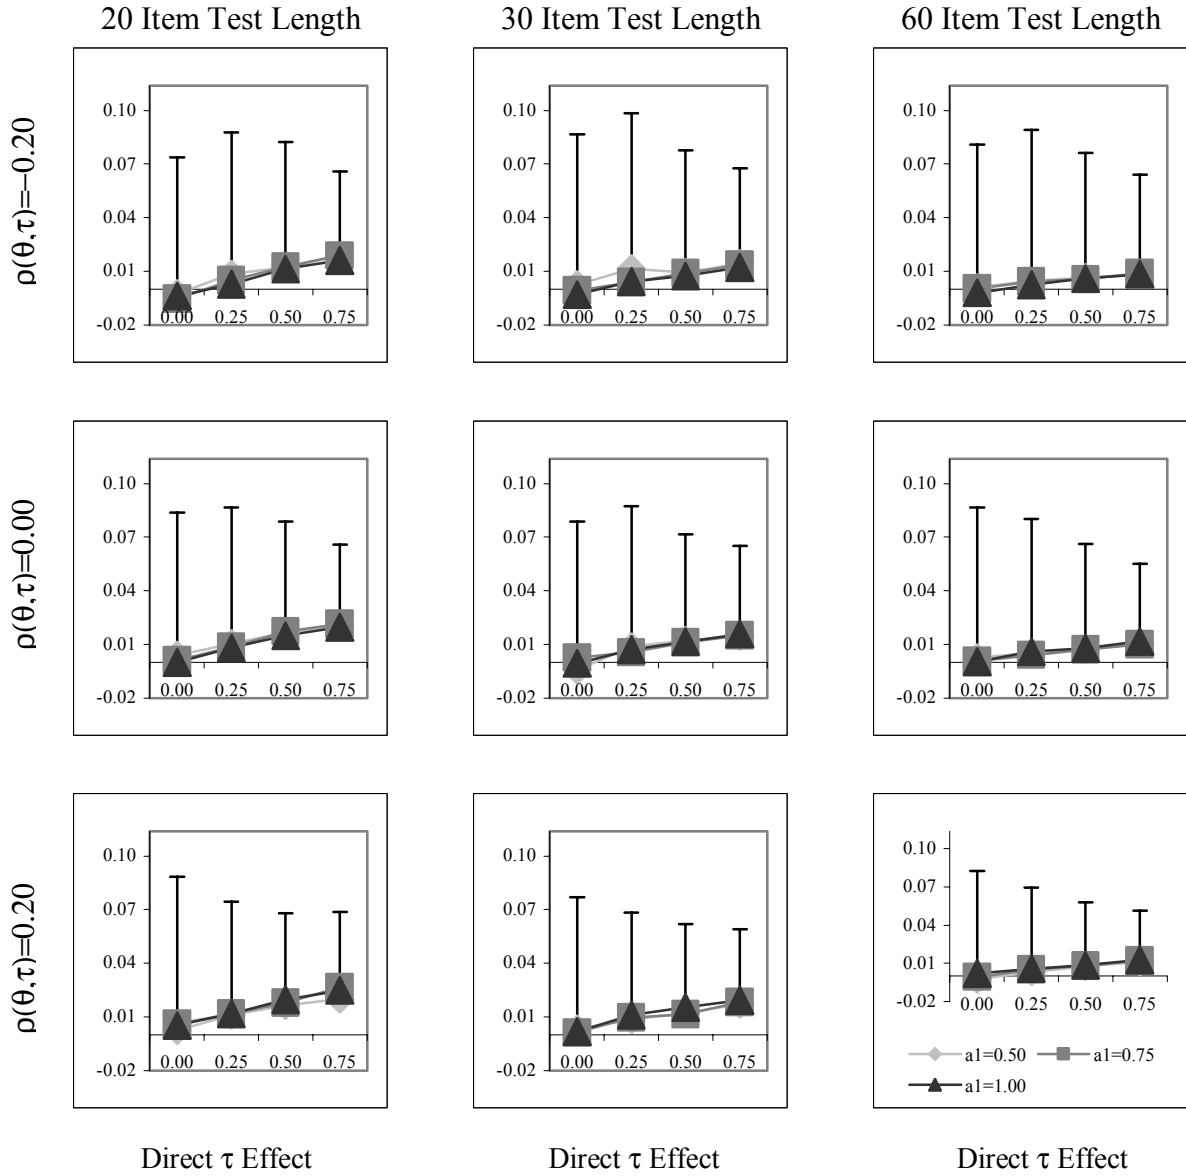 20 Item Test Length 30 Item Test Length 60 Item Test Length
ρ(θ,τ)=−0.20
0.10 0.10 0.10
0.07 0.07 0.07
0.04 0.04 0.04
0.01 0.01 0.01
-0.02 -0.02 -0.02
0.00 0.25 0.50 0.75 0.00 0.25 0.50 0.75 0.00 0.25 0.50 0.75
ρ(θ,τ)=0.00
0.10 0.10 0.10
0.07 0.07 0.07
0.04 0.04 0.04
0.01 0.01 0.01
-0.02 -0.02 -0.02
0.00 0.25 0.50 0.75 0.00 0.25 0.50 0.75 0.00 0.25 0.50 0.75
ρ(θ,τ)=0.20
0.10 0.10 0.10
0.07 0.07 0.07
0.04 0.04 0.04
0.01 0.01 0.01
-0.02 -0.02 -0.02
0.00 0.25 0.50 0.75 0.00 0.25 0.50 0.75 0.00 0.25 0.50 0.75
a1=0.50 a1=0.75
a1=1.00
Direct τ Effect Direct τ Effect Direct τ Effect